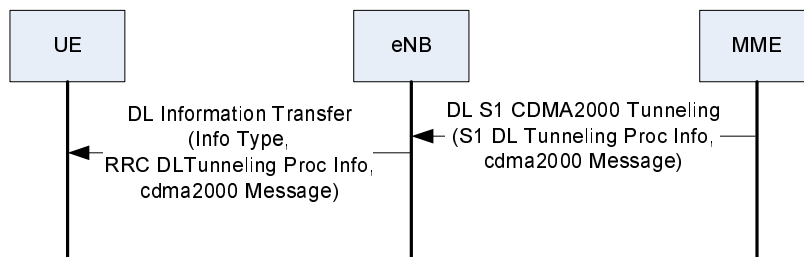 UE
eNB
MME
DL Information Transfer
(Info Type,
RRC DLTunneling Proc Info,
cdma2000 Message)
DL S1 CDMA2000 Tunneling
(S1 DL Tunneling Proc Info,
cdma2000 Message)